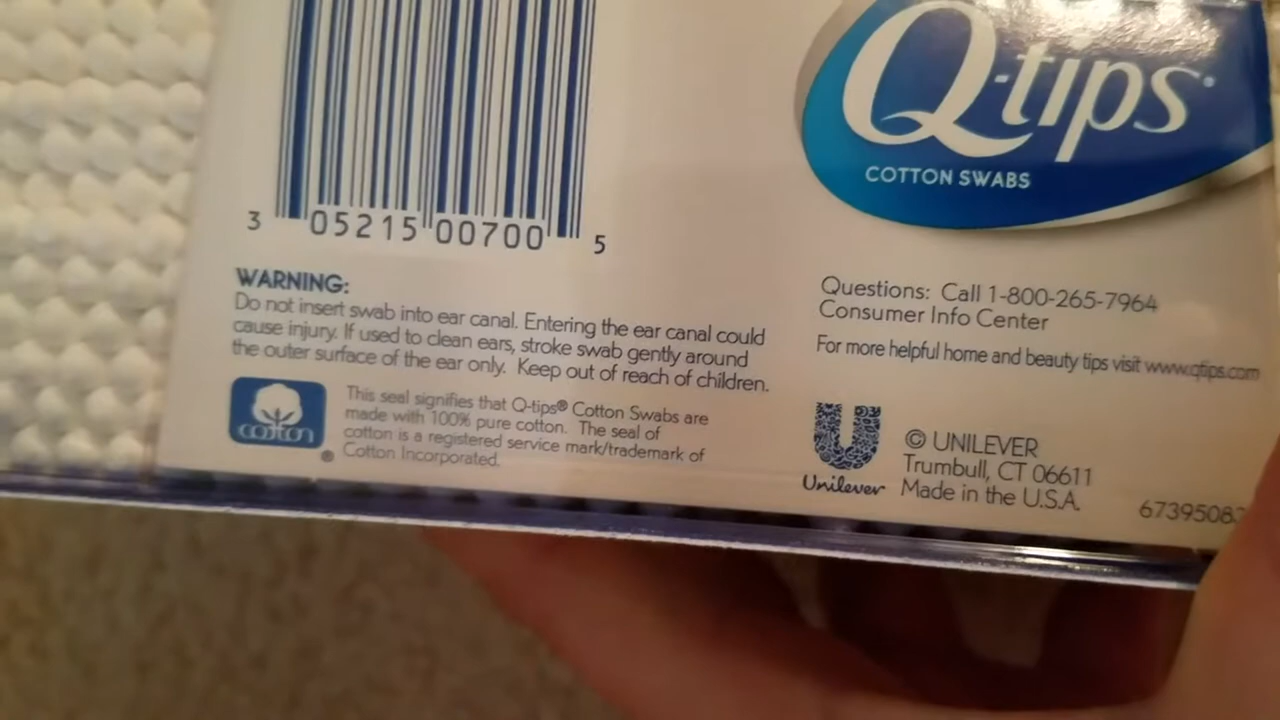 Q-tips
COTTON SWABS
3 05215 00700 5
WARNING:
Do not insert swab into ear canal. Entering the ear canal could
cause injury. If used to clean ears, stroke swab gently around
the outer surface of the ear only. Keep out of reach of children.
cotton
®
This seal signifies that Q-tips® Cotton Swabs are
made with 100% pure cotton. The seal of
cotton is a registered service mark/trademark of
Cotton Incorporated.
Questions: Call 1-800-265-7964
Consumer Info Center
For more helpful home and beauty tips visit www.qtips.com
Unilever
© UNILEVER
Trumbull, CT 06611
Made in the U.S.A.